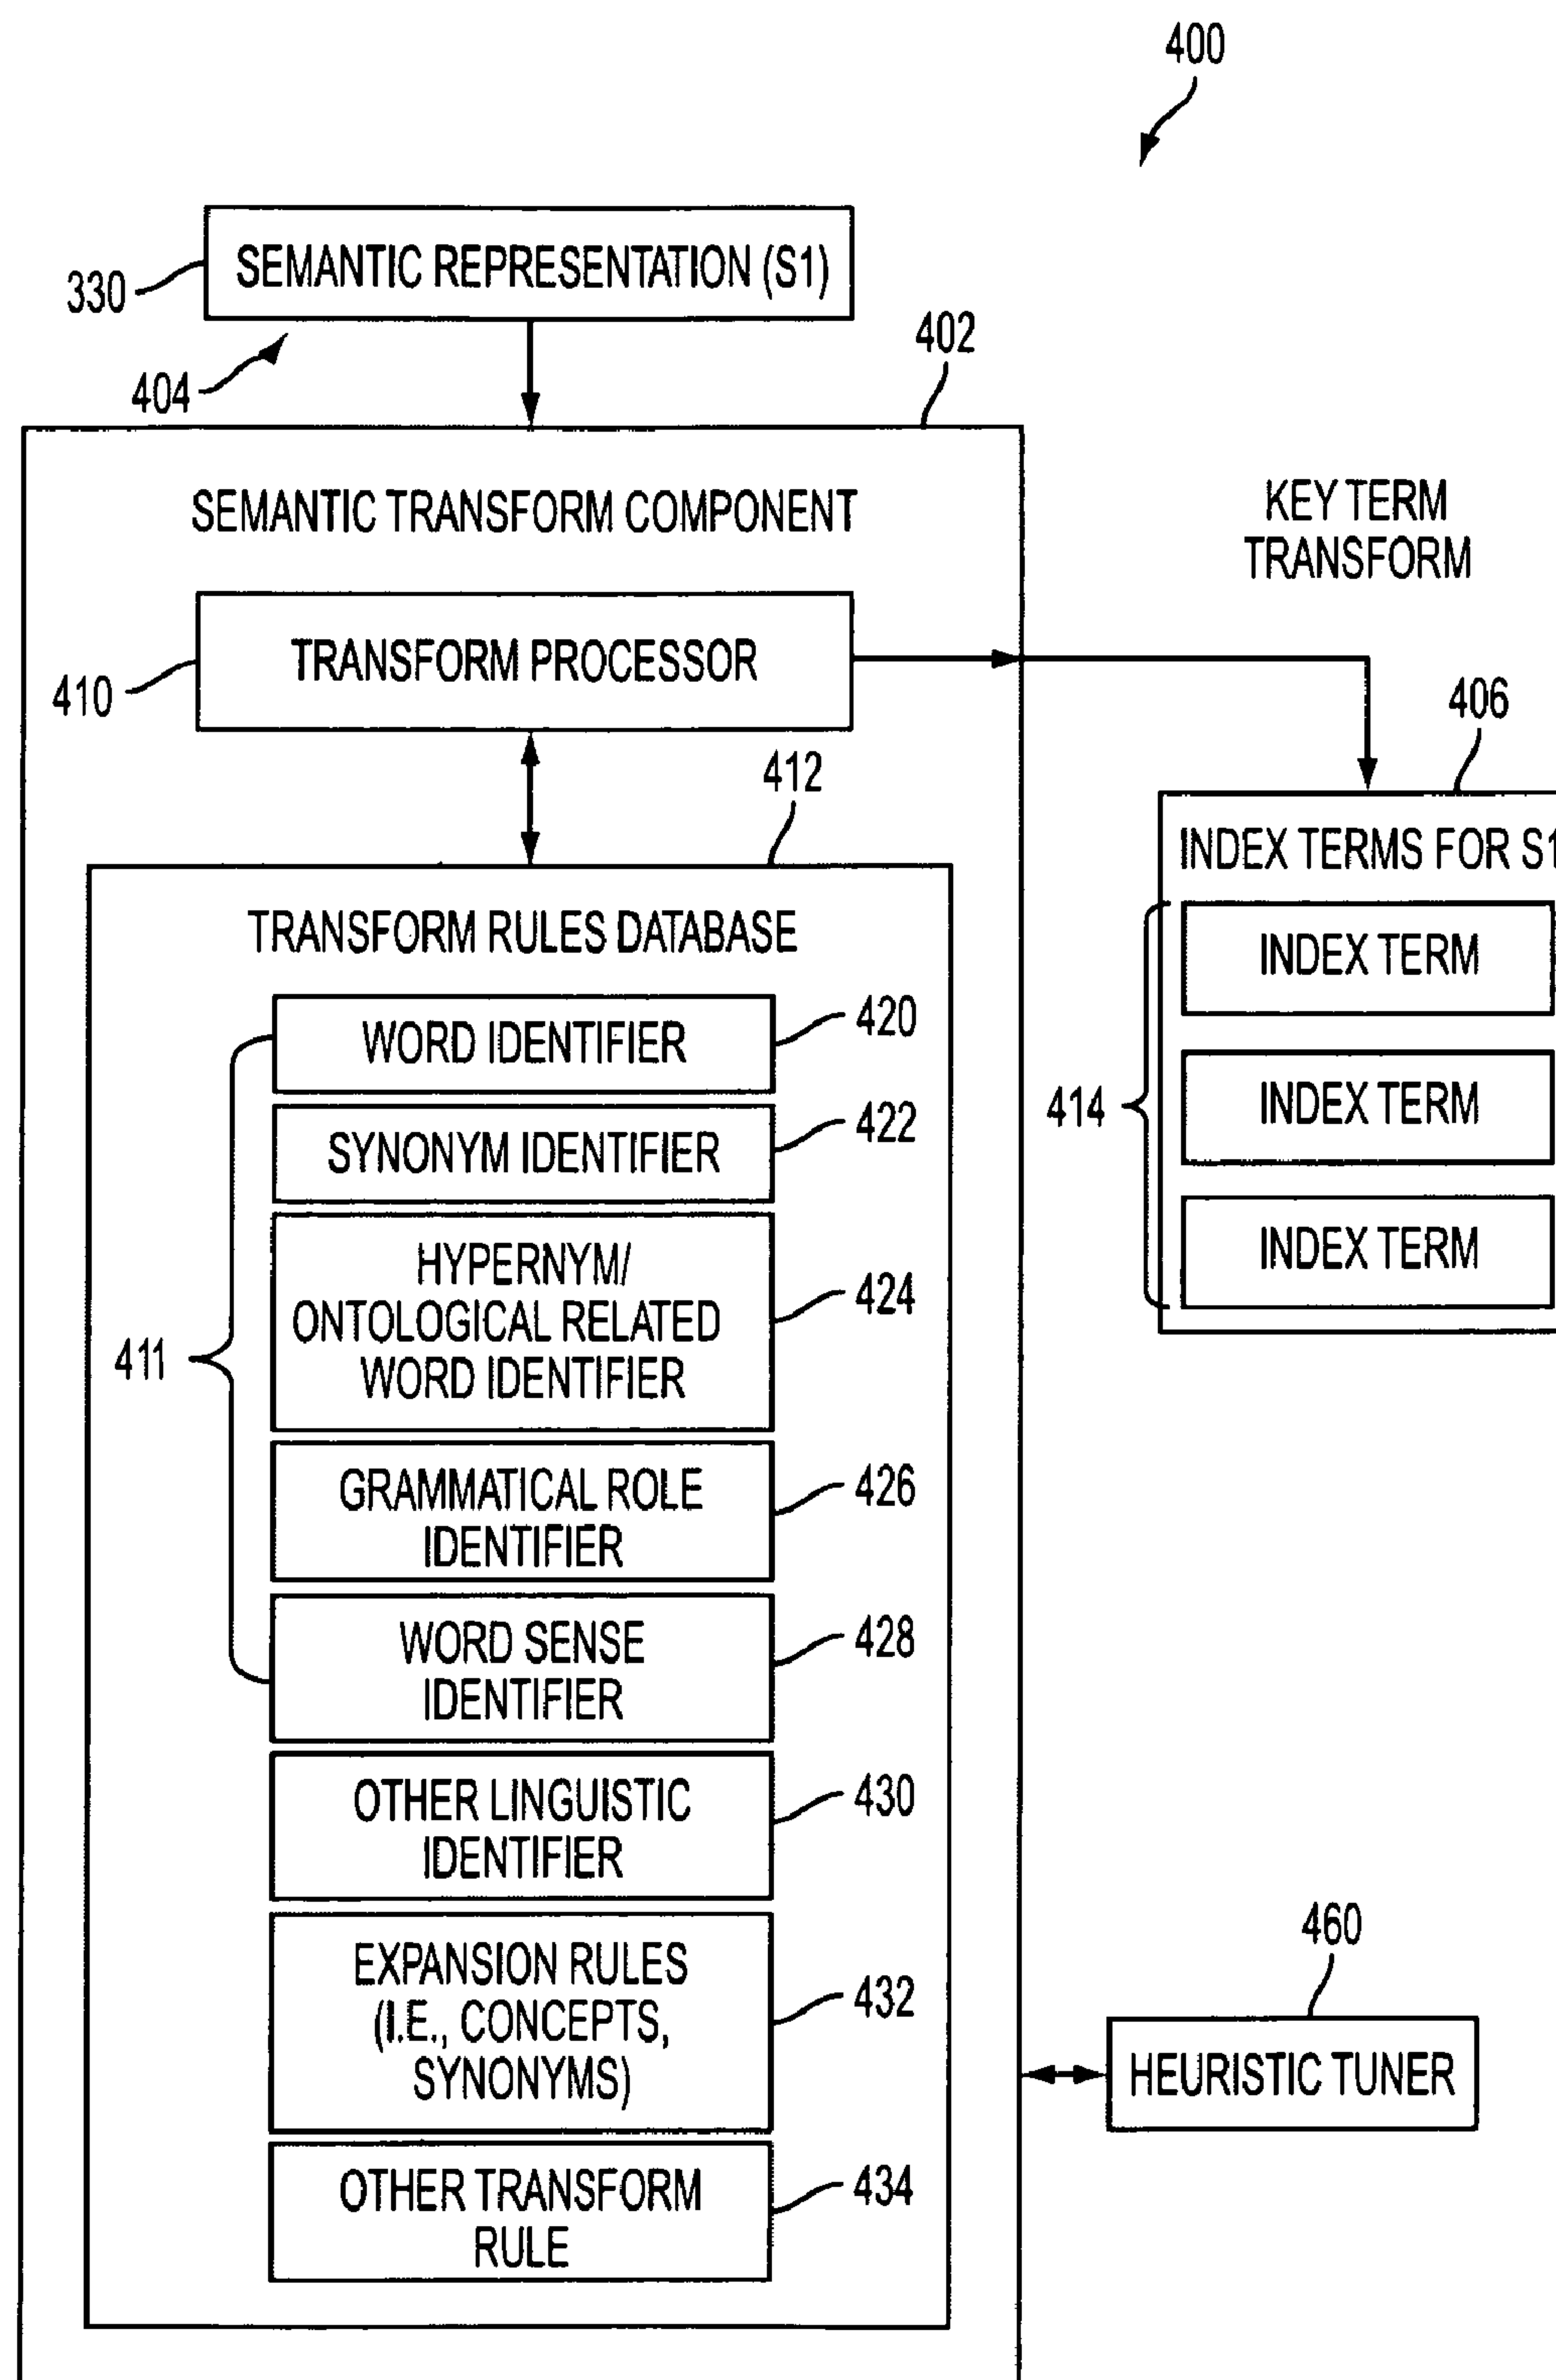 400
SEMANTIC REPRESENTATION (S1)
330
404
402
SEMANTIC TRANSFORM COMPONENT
KEY TERM
TRANSFORM
TRANSFORM PROCESSOR
410
406
412
INDEX TERMS FOR S1
TRANSFORM RULES DATABASE
INDEX TERM
INDEX TERM
INDEX TERM
414
WORD IDENTIFIER
420
SYNONYM IDENTIFIER
422
HYPERNYM/
ONTOLOGICAL RELATED
WORD IDENTIFIER
424
411
GRAMMATICAL ROLE
IDENTIFIER
426
WORD SENSE
IDENTIFIER
428
OTHER LINGUISTIC
IDENTIFIER
430
EXPANSION RULES
(I.E., CONCEPTS,
SYNONYMS)
432
460
HEURISTIC TUNER
OTHER TRANSFORM
RULE
434